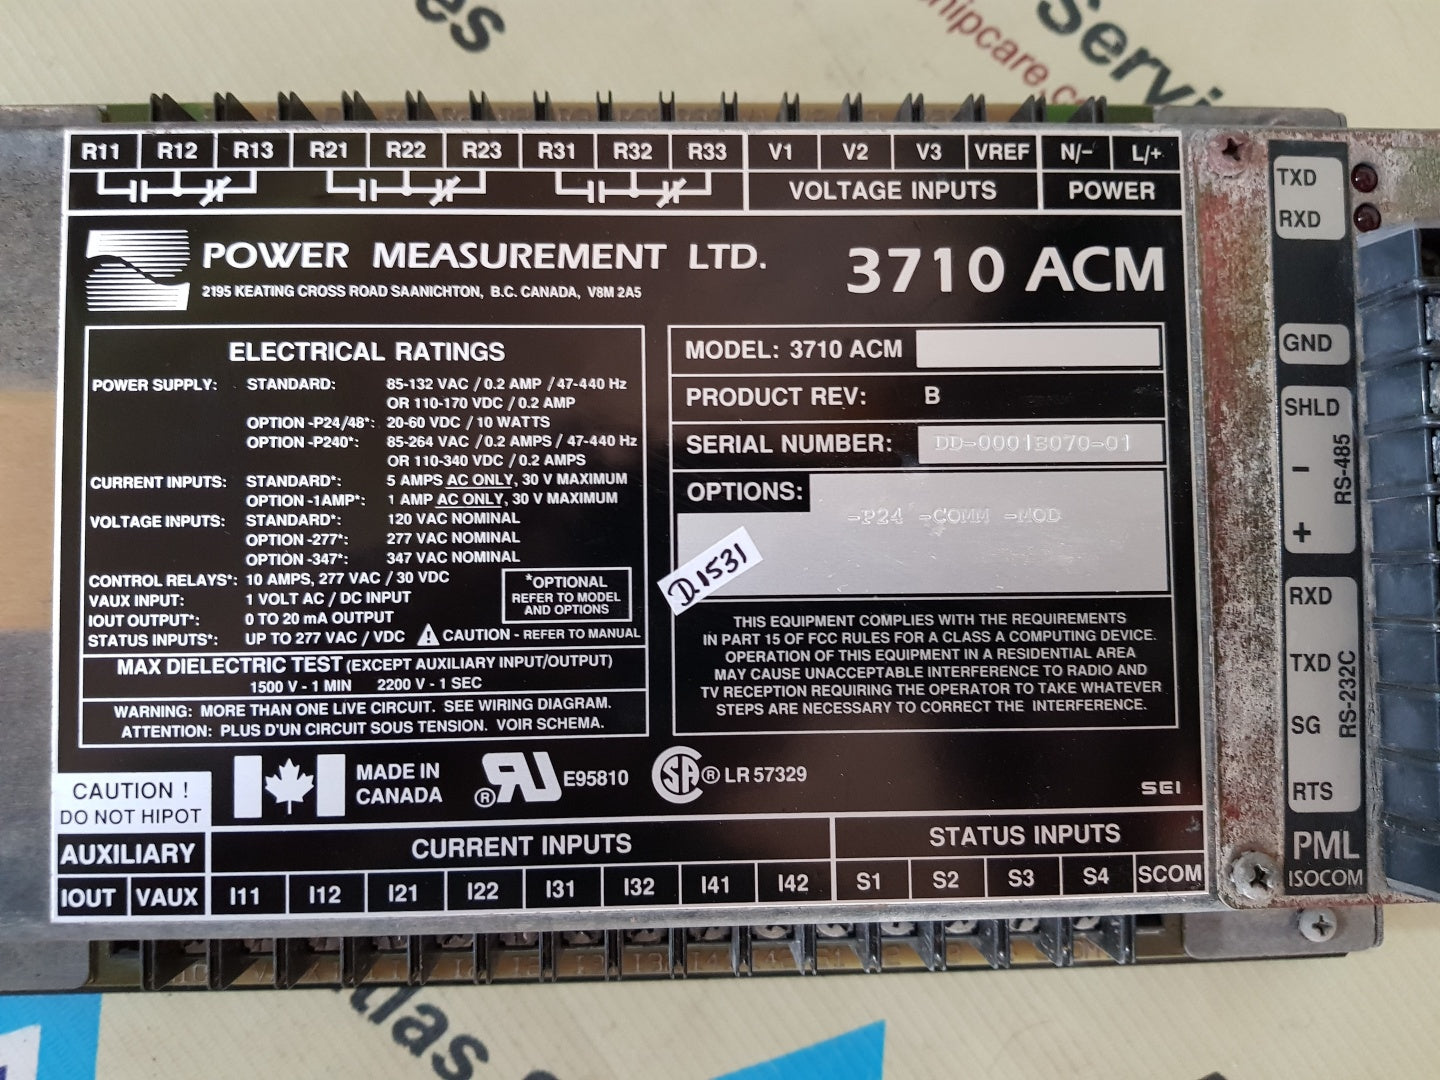 R11 R12 R13 R21 R22 R23 R31 R32 R33 V1 V2 V3 VREF N/- L/+
VOLTAGE INPUTS POWER
POWER MEASUREMENT LTD.
2195 KEATING CROSS ROAD SAANICHTON, B.C. CANADA, V8M 2A5
3710 ACM
ELECTRICAL RATINGS
POWER SUPPLY: STANDARD: 85-132 VAC / 0.2 AMP / 47-440 Hz
OR 110-170 VDC / 0.2 AMP
OPTION -P24/48*: 20-60 VDC / 10 WATTS
OPTION -P240*: 85-264 VAC / 0.2 AMPS / 47-440 Hz
OR 110-340 VDC / 0.2 AMPS
CURRENT INPUTS: STANDARD*: 5 AMPS AC ONLY, 30 V MAXIMUM
OPTION -1AMP*: 1 AMP AC ONLY, 30 V MAXIMUM
VOLTAGE INPUTS: STANDARD*: 120 VAC NOMINAL
OPTION -277*: 277 VAC NOMINAL
OPTION -347*: 347 VAC NOMINAL
CONTROL RELAYS*: 10 AMPS, 277 VAC / 30 VDC
VAUX INPUT: 1 VOLT AC / DC INPUT
IOUT OUTPUT*: 0 TO 20 mA OUTPUT
STATUS INPUTS*: UP TO 277 VAC / VDC
*OPTIONAL
REFER TO MODEL
AND OPTIONS
CAUTION - REFER TO MANUAL
MAX DIELECTRIC TEST (EXCEPT AUXILIARY INPUT/OUTPUT)
1500 V - 1 MIN 2200 V - 1 SEC
WARNING: MORE THAN ONE LIVE CIRCUIT. SEE WIRING DIAGRAM.
ATTENTION: PLUS D'UN CIRCUIT SOUS TENSION. VOIR SCHEMA.
MODEL: 3710 ACM
PRODUCT REV: B
SERIAL NUMBER: DD-0001B070-01
OPTIONS:
-P24 -COMM -MOD
D.1531
THIS EQUIPMENT COMPLIES WITH THE REQUIREMENTS
IN PART 15 OF FCC RULES FOR A CLASS A COMPUTING DEVICE.
OPERATION OF THIS EQUIPMENT IN A RESIDENTIAL AREA
MAY CAUSE UNACCEPTABLE INTERFERENCE TO RADIO AND
TV RECEPTION REQUIRING THE OPERATOR TO TAKE WHATEVER
STEPS ARE NECESSARY TO CORRECT THE INTERFERENCE.
MADE IN
CANADA
® E95810
SA ® LR 57329
SEI
CAUTION !
DO NOT HIPOT
AUXILIARY CURRENT INPUTS STATUS INPUTS
IOUT VAUX I11 I12 I21 I22 I31 I32 I41 I42 S1 S2 S3 S4 SCOM
TXD
RXD
GND
SHLD
-
+
RS-485
RXD
TXD
SG
RTS
RS-232C
PML
ISOCOM